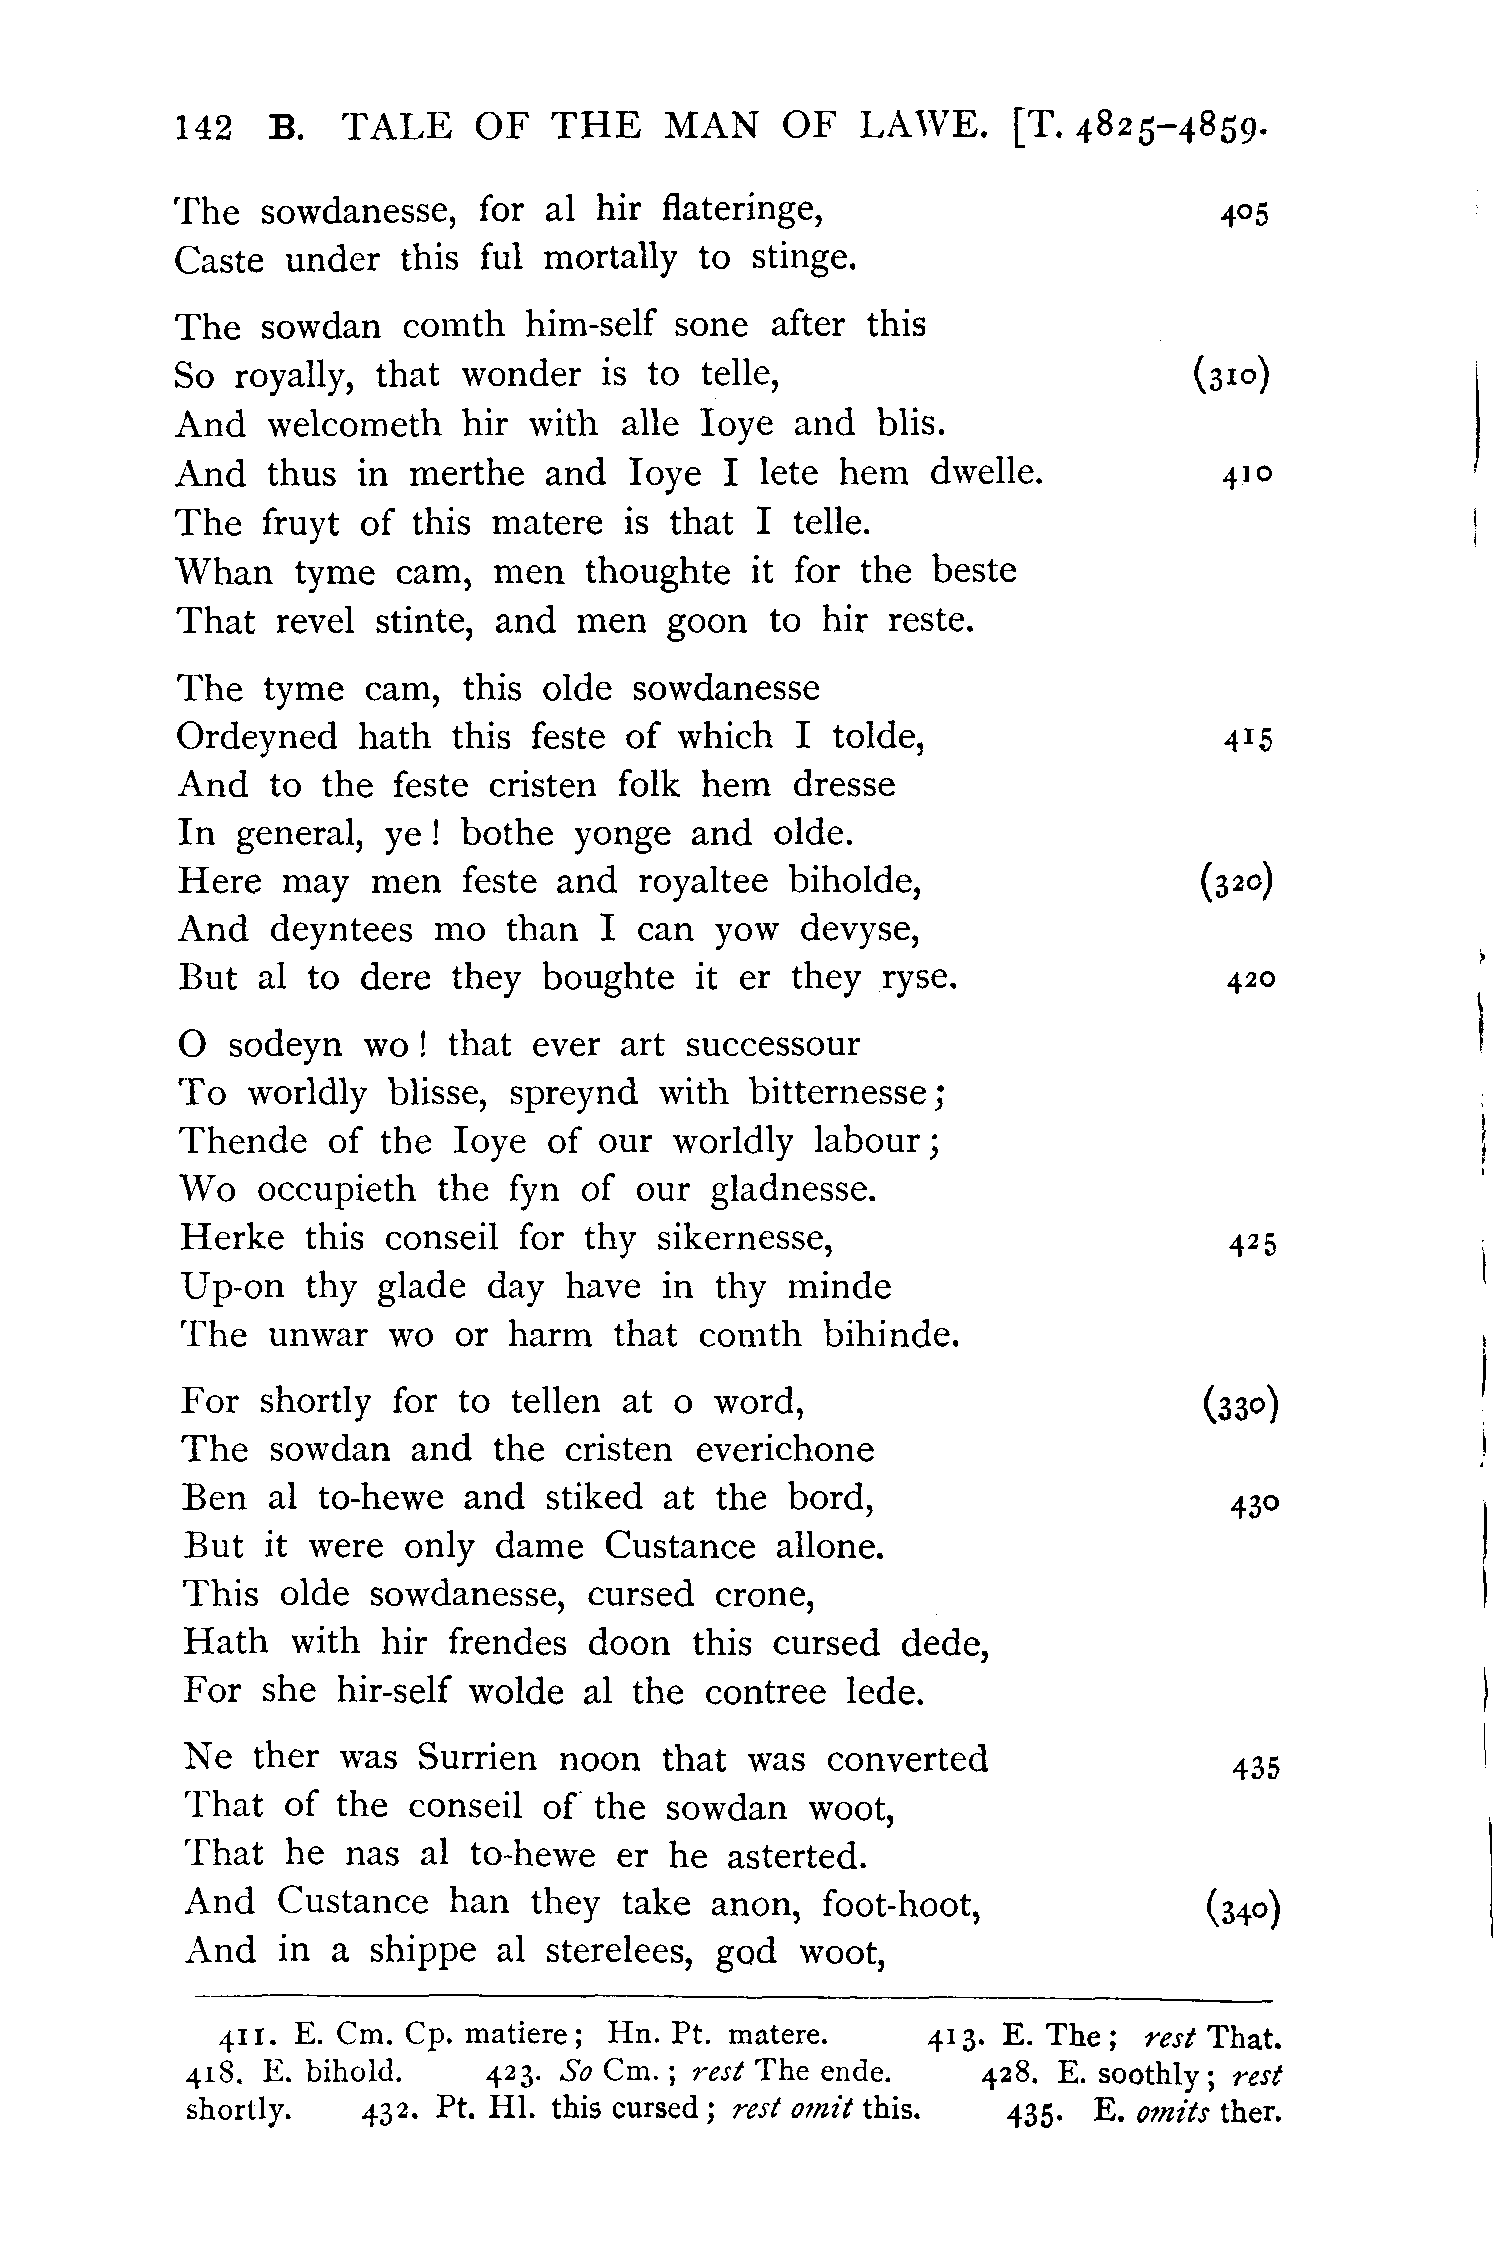 142 B. TALE OF THE MAN OF LAWE. [T. 4825-4859.
The sowdanesse, for al hir flateringe, 405
Caste under this ful mortally to stinge.
The sowdan comth him-self sone after this
So royally, that wonder is to telle, (310)
And welcometh hir with alle Ioye and blis.
And thus in merthe and Ioye I lete hem dwelle. 410
The fruyt of this matere is that I telle.
Whan tyme cam, men thoughte it for the beste
That revel stinte, and men goon to hir reste.
The tyme cam, this olde sowdanesse
Ordeyned hath this feste of which I tolde, 415
And to the feste cristen folk hem dresse
In general, ye! bothe yonge and olde.
Here may men feste and royaltee biholde, (320)
And deyntees mo than I can yow devyse,
But al to dere they boughte it er they ryse. 420
O sodeyn wo! that ever art successour
To worldly blisse, spreynd with bitternesse;
Thende of the Ioye of our worldly labour;
Wo occupieth the fyn of our gladnesse.
Herke this conseil for thy sikernesse, 425
Up-on thy glade day have in thy minde
The unwar wo or harm that comth bihinde.
For shortly for to tellen at o word, (330)
The sowdan and the cristen everichone
Ben al to-hewe and stiked at the bord, 430
But it were only dame Custance allone.
This olde sowdanesse, cursed crone,
Hath with hir frendes doon this cursed dede,
For she hir-self wolde al the contree lede.
Ne ther was Surrien noon that was converted 435
That of the conseil of the sowdan woot,
That he nas al to-hewe er he asterted.
And Custance han they take anon, foot-hoot, (340)
And in a shippe al sterelees, god woot,
411. E. Cm. Cp. matiere; Hn. Pt. matere. 413. E. The; rest That.
418. E. bihold. 423. So Cm.; rest The ende. 428. E. soothly; rest
shortly. 432. Pt. Hl. this cursed; rest omit this. 435. E. omits ther.